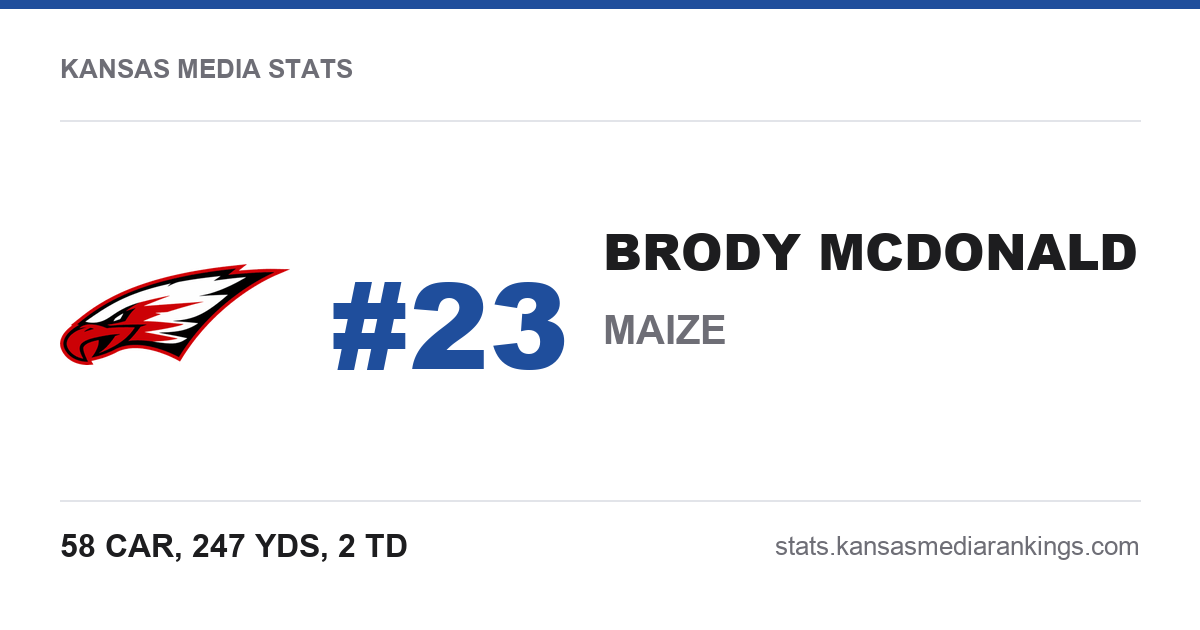 KANSAS MEDIA STATS
#23
BRODY MCDONALD
MAIZE
58 CAR, 247 YDS, 2 TD
stats.kansasmediarankings.com